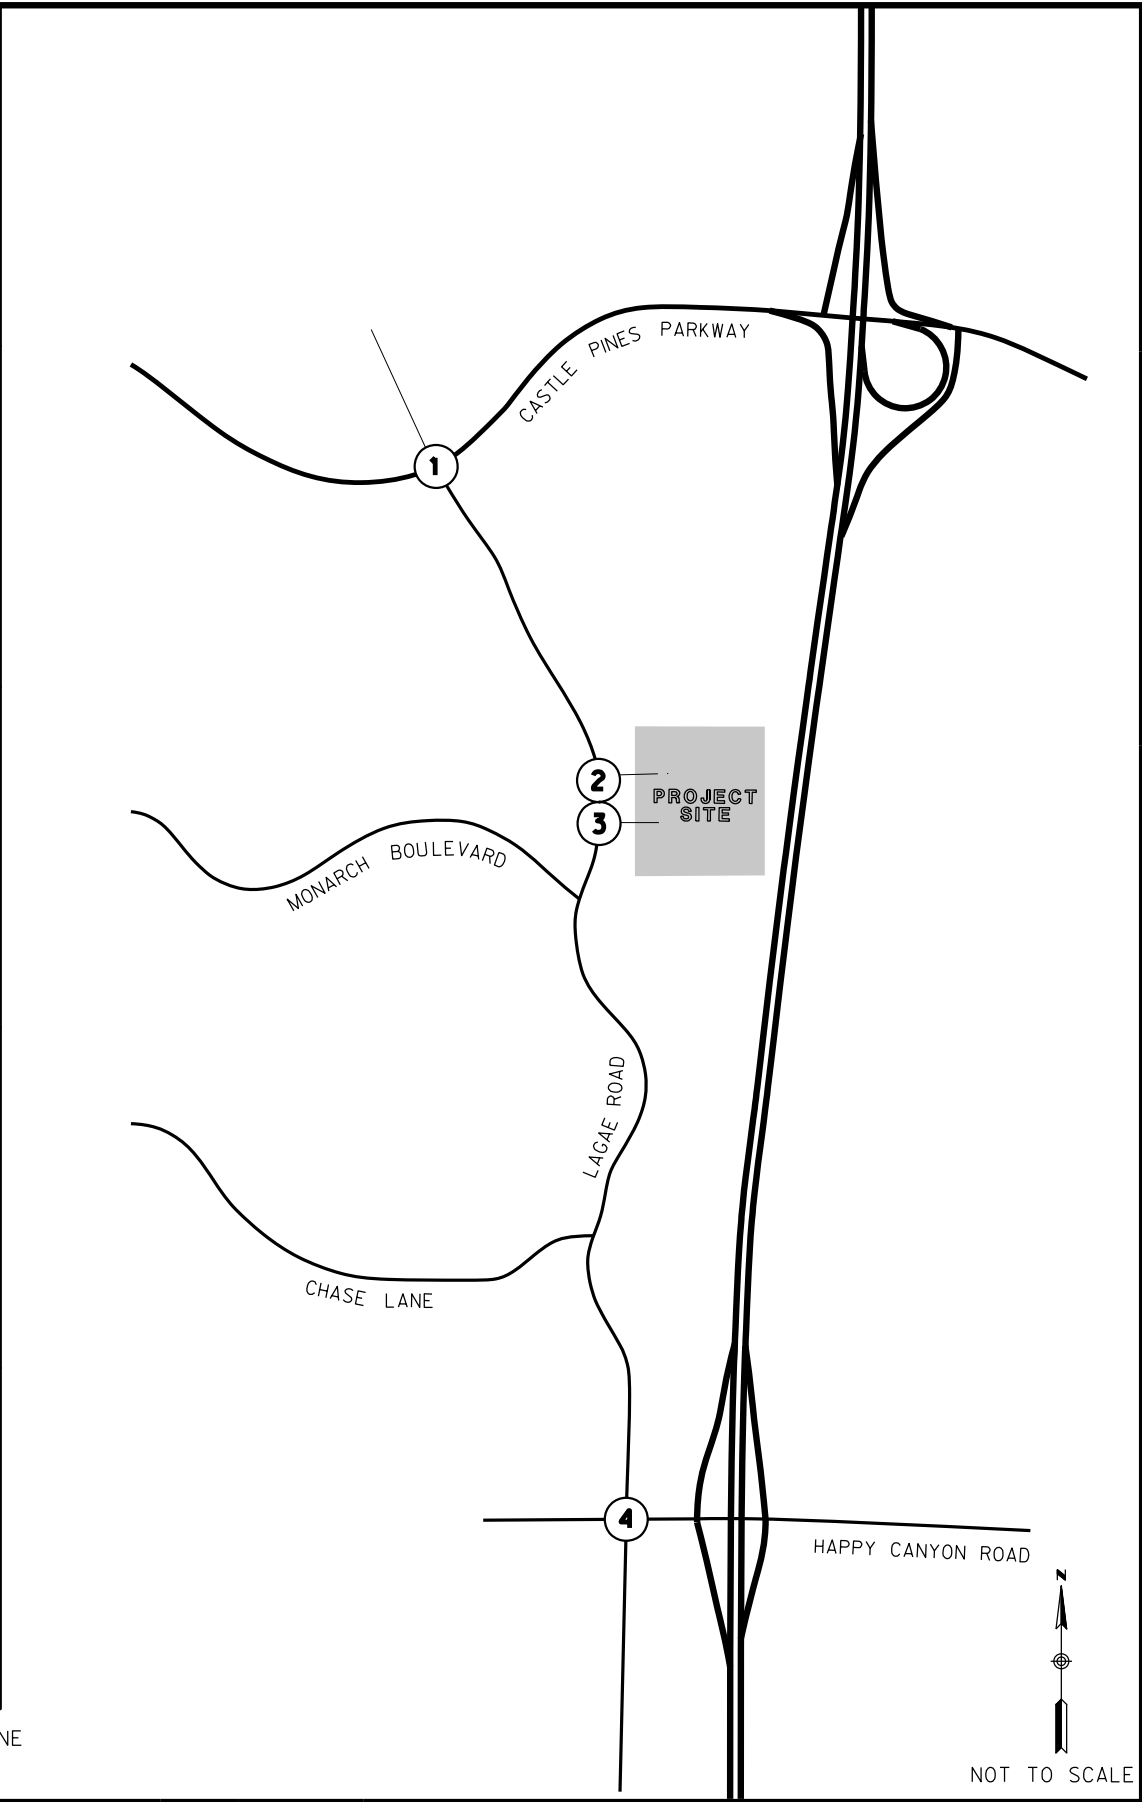 CASTLE PINES PARKWAY
1
2
PROJECT
SITE
3
MONARCH BOULEVARD
LAGAE ROAD
CHASE LANE
4
HAPPY CANYON ROAD
N
NE
NOT TO SCALE